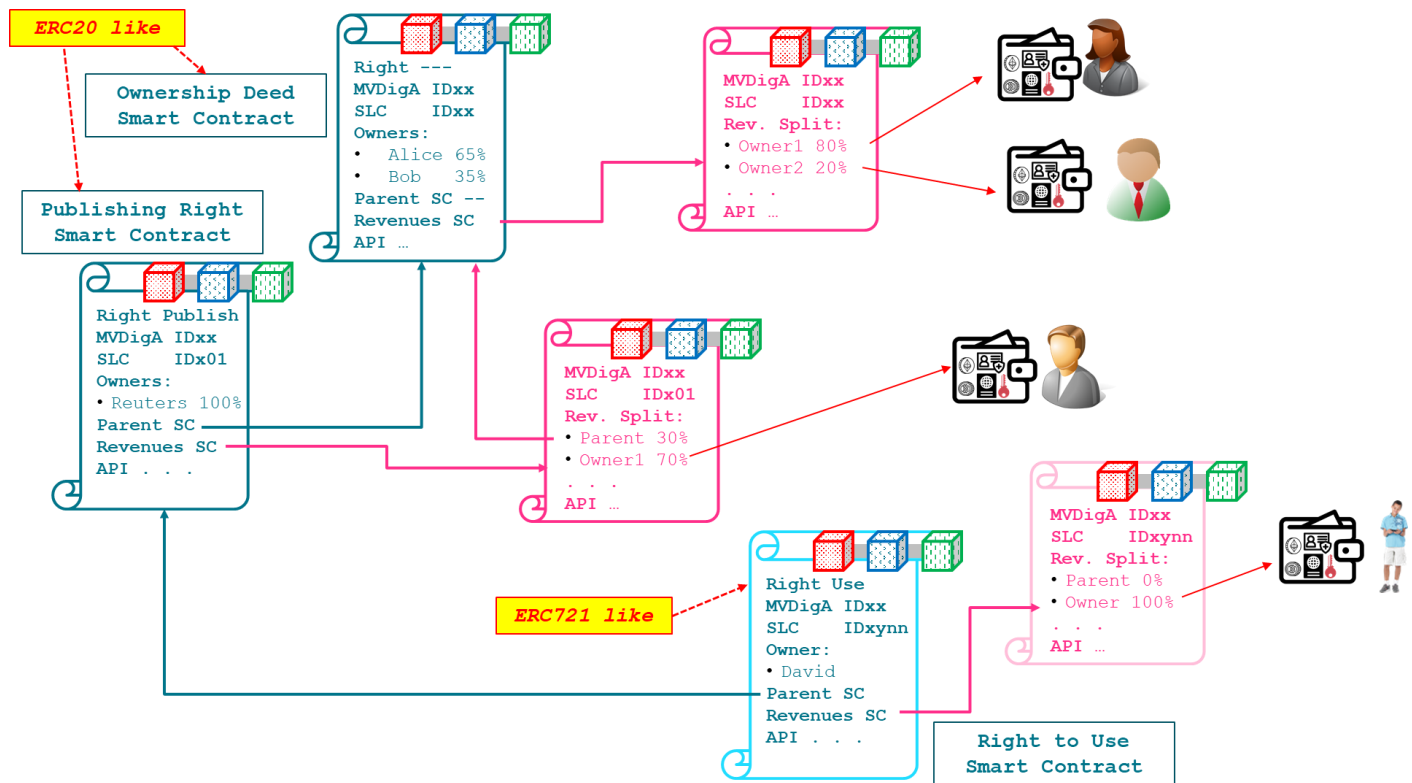 ERC20 like
Ownership Deed
Smart Contract
Publishing Right
Smart Contract
Right ---
MVDigA IDxx
SLC IDxx
Owners:
• Alice 65%
• Bob 35%
Parent SC --
Revenues SC
API …
MVDigA IDxx
SLC IDxx
Rev. Split:
• Owner1 80%
• Owner2 20%
. . .
API …
Right Publish
MVDigA IDxx
SLC IDx01
Owners:
• Reuters 100%
Parent SC
Revenues SC
API . . .
MVDigA IDxx
SLC IDx01
Rev. Split:
• Parent 30%
• Owner1 70%
. . .
API …
ERC721 like
Right Use
MVDigA IDxx
SLC IDxynn
Owner:
• David
Parent SC
Revenues SC
API . . .
MVDigA IDxx
SLC IDxynn
Rev. Split:
• Parent 0%
• Owner 100%
. . .
API …
Right to Use
Smart Contract